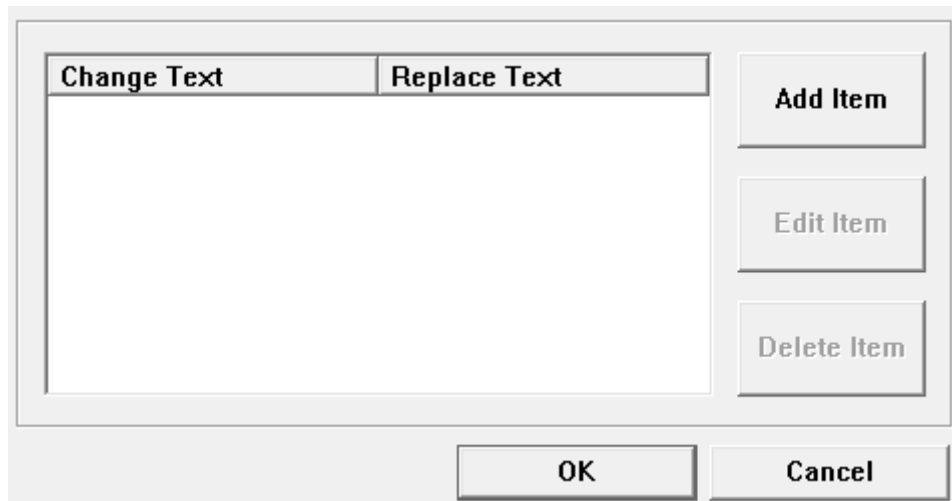 Change Text Replace Text
Add Item
Edit Item
Delete Item
OK Cancel